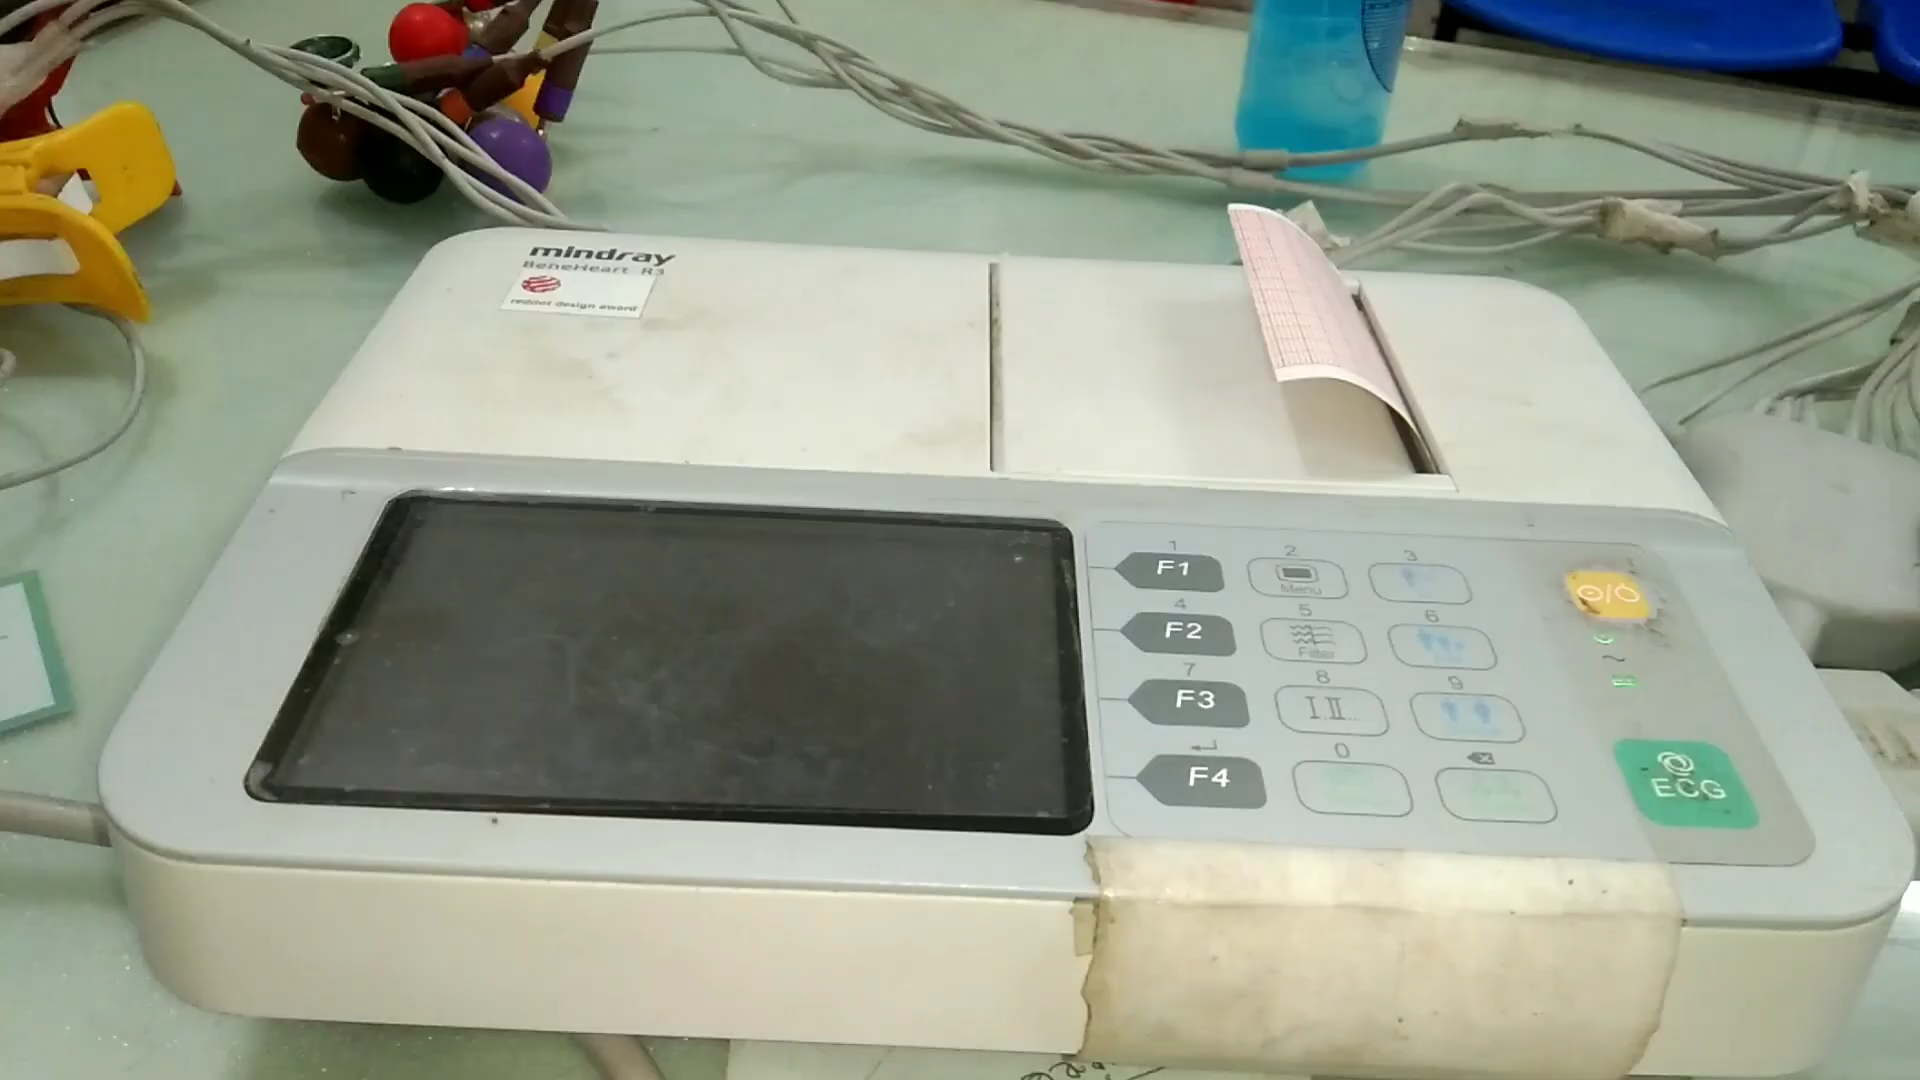 mindray
BeneHeart R3
reddot design award
1
F1
2
Menu
3
4
F2
5
Filter
6
7
F3
8
I.II...
9
F4
0
ECG